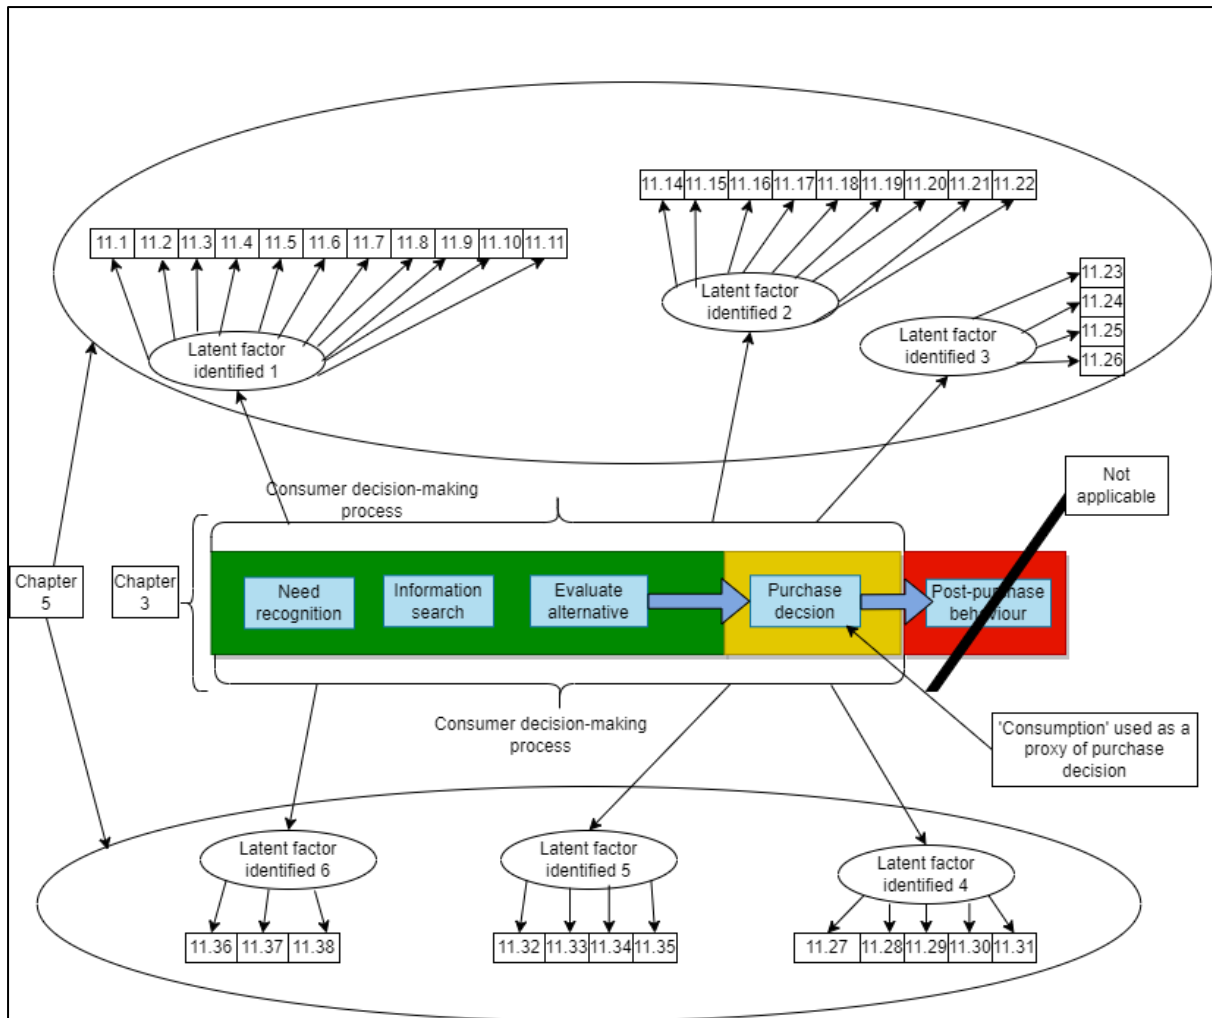 11.14 11.15 11.16 11.17 11.18 11.19 11.20 11.21 11.22
11.1 11.2 11.3 11.4 11.5 11.6 11.7 11.8 11.9 11.10 11.11
11.23
11.24
11.25
11.26
Latent factor
identified 2
Latent factor
identified 1
Latent factor
identified 3
Consumer decision-making
process
Not
applicable
Chapter
5
Chapter
3
Need
recognition
Information
search
Evaluate
alternative
Purchase
decsion
Post-purchase
behaviour
Consumer decision-making
process
'Consumption' used as a
proxy of purchase
decision
Latent factor
identified 6
Latent factor
identified 5
Latent factor
identified 4
11.36 11.37 11.38
11.32 11.33 11.34 11.35
11.27 11.28 11.29 11.30 11.31